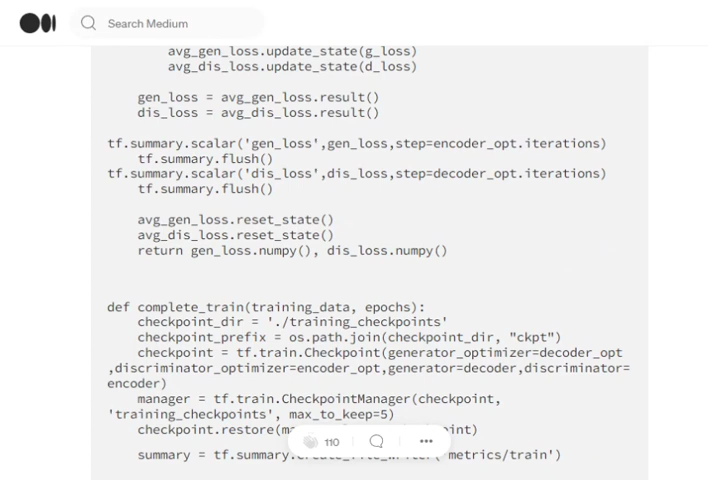 Search Medium
avg_gen_loss.update_state(g_loss)
avg_dis_loss.update_state(d_loss)
gen_loss = avg_gen_loss.result()
dis_loss = avg_dis_loss.result()
tf.summary.scalar('gen_loss',gen_loss,step=encoder_opt.iterations)
tf.summary.flush()
tf.summary.scalar('dis_loss',dis_loss,step=decoder_opt.iterations)
tf.summary.flush()
avg_gen_loss.reset_state()
avg_dis_loss.reset_state()
return gen_loss.numpy(), dis_loss.numpy()
def complete_train(training_data, epochs):
checkpoint_dir = './training_checkpoints'
checkpoint_prefix = os.path.join(checkpoint_dir, "ckpt")
checkpoint = tf.train.Checkpoint(generator_optimizer=decoder_opt
,discriminator_optimizer=encoder_opt,generator=decoder,discriminator=
encoder)
manager = tf.train.CheckpointManager(checkpoint,
'training_checkpoints', max_to_keep=5)
checkpoint.restore(
110
summary = tf.summary. 'metrics/train')